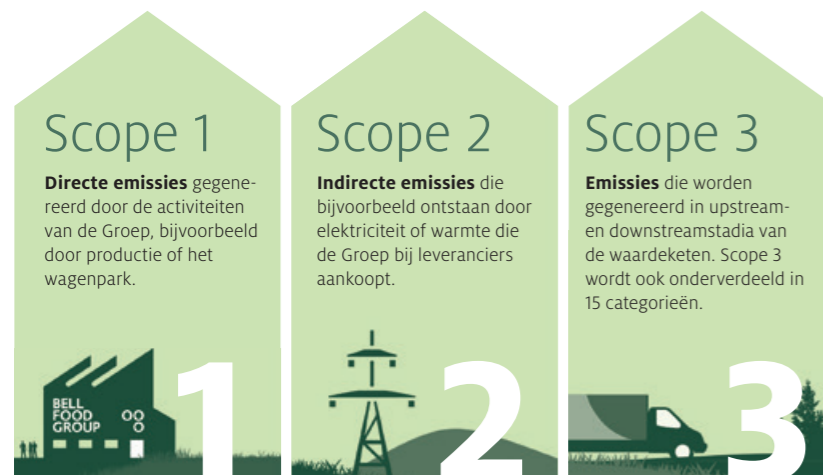 Scope 1
Directe emissies gegene-
reerd door de activiteiten
van de Groep, bijvoorbeeld
door productie of het
wagenpark.
BELL
FOOD
GROUP
1
Scope 2
Indirecte emissies die
bijvoorbeeld ontstaan door
elektriciteit of warmte die
de Groep bij leveranciers
aankoopt.
2
Scope 3
Emissies die worden
gegenereerd in upstream-
en downstreamstadia van
de waardeketen. Scope 3
wordt ook onderverdeeld in
15 categorieën.
3